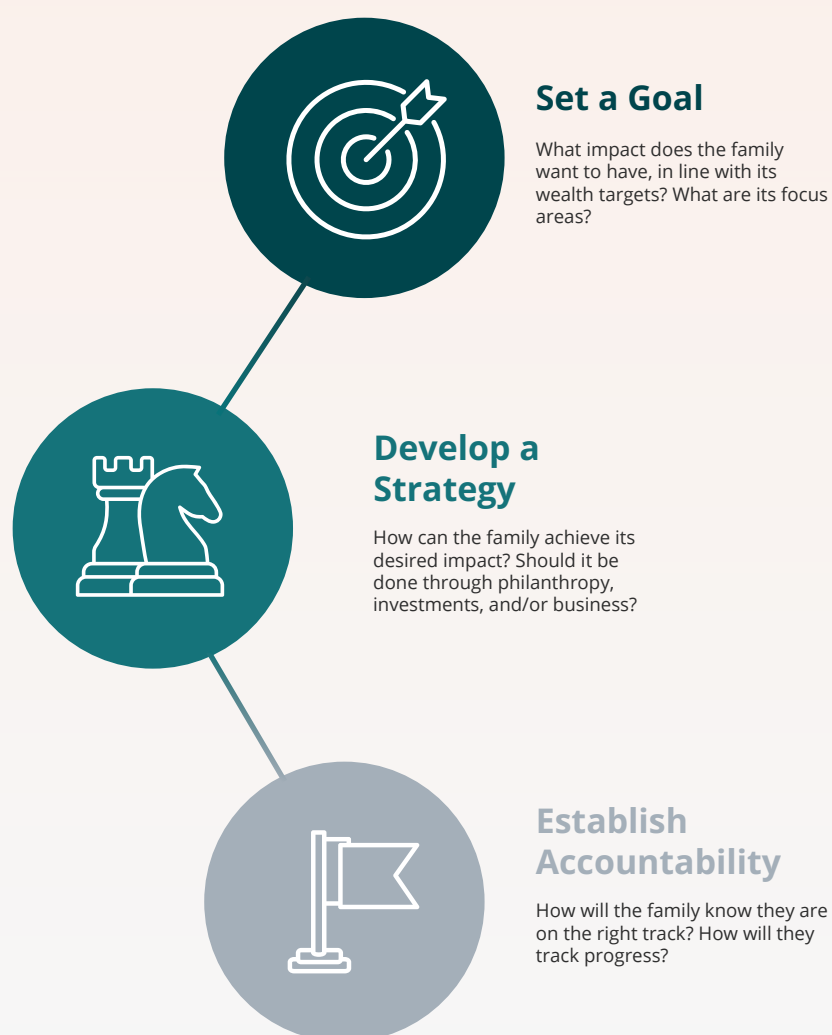 Set a Goal
What impact does the family
want to have, in line with its
wealth targets? What are its focus
areas?
Develop a
Strategy
How can the family achieve its
desired impact? Should it be
done through philanthropy,
investments, and/or business?
Establish
Accountability
How will the family know they are
on the right track? How will they
track progress?